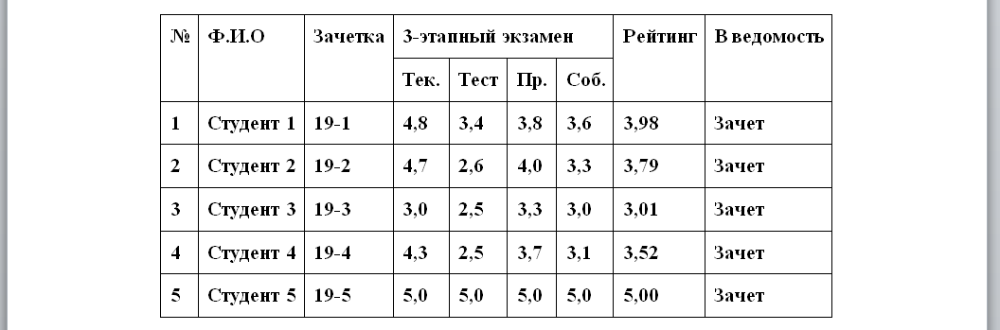 № Ф.И.О Зачетка 3-этапный экзамен Рейтинг В ведомость
Тек. Тест Пр. Соб.
1 Студент 1 19-1 4,8 3,4 3,8 3,6 3,98 Зачет
2 Студент 2 19-2 4,7 2,6 4,0 3,3 3,79 Зачет
3 Студент 3 19-3 3,0 2,5 3,3 3,0 3,01 Зачет
4 Студент 4 19-4 4,3 2,5 3,7 3,1 3,52 Зачет
5 Студент 5 19-5 5,0 5,0 5,0 5,0 5,00 Зачет